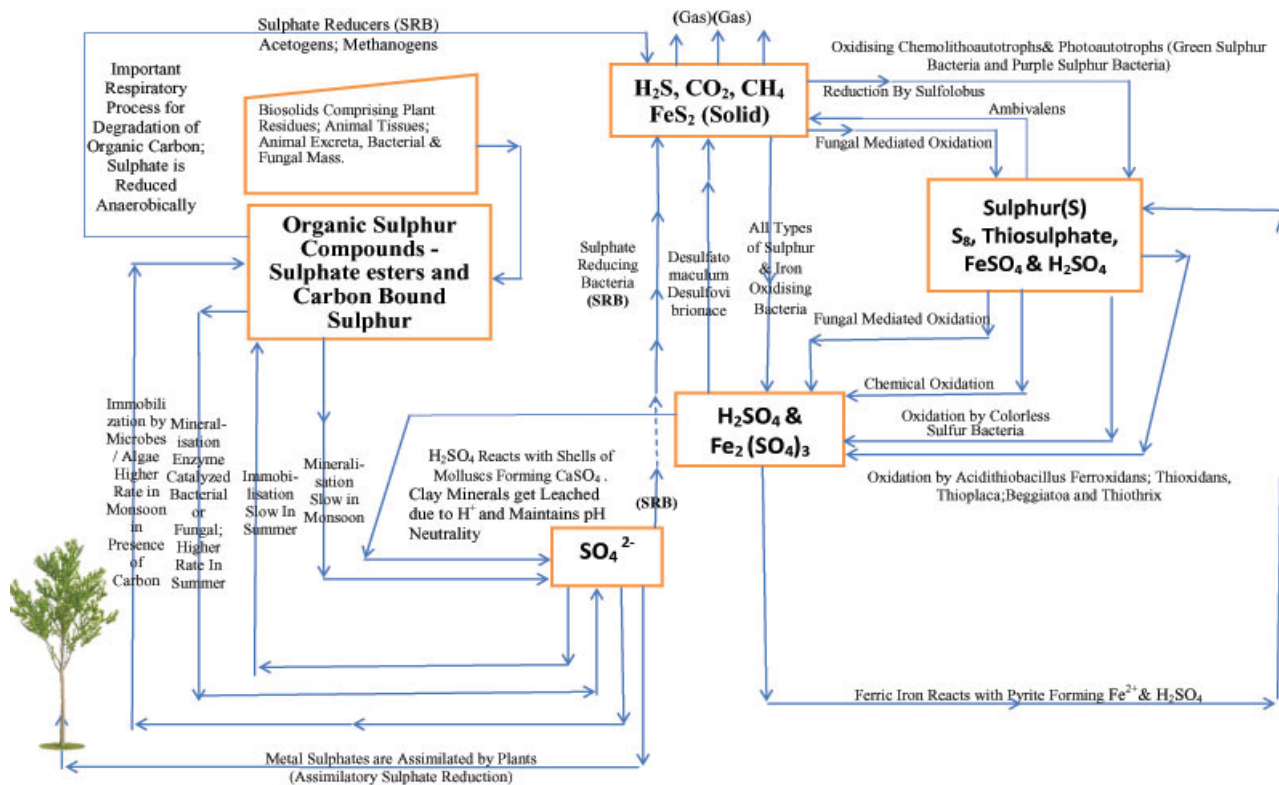 Sulphate Reducers (SRB)
Acetogens; Methanogens
(Gas)(Gas)
Oxidising Chemolithoautotrophs& Photoautotrophs (Green Sulphur
Bacteria and Purple Sulphur Bacteria)
Important
Respiratory
Process for
Degradation of
Organic Carbon;
Sulphate is
Reduced
Anaerobically
Biosolids Comprising Plant
Residues; Animal Tissues;
Animal Excreta, Bacterial &
Fungal Mass.
H₂S, CO₂, CH₄
FeS₂ (Solid)
Reduction By Sulfolobus
Ambivalens
Fungal Mediated Oxidation
Sulphur(S)
S₈, Thiosulphate,
FeSO₄ & H₂SO₄
Organic Sulphur
Compounds -
Sulphate esters and
Carbon Bound
Sulphur
Sulphate
Reducing
Bacteria
(SRB)
Desulfato
maculum
Desulfovi
brionace
All Types
of Sulphur
& Iron
Oxidising
Bacteria
Fungal Mediated Oxidation
Chemical Oxidation
Oxidation by Colorless
Sulfur Bacteria
H₂SO₄ &
Fe₂ (SO₄)₃
Oxidation by Acidithiobacillus Ferroxidans; Thioxidans,
Thioplaca;Beggiatoa and Thiothrix
Immobili
zation by
Microbes
/ Algae
Higher
Rate in
Monsoon
in
Presence
of
Carbon
Mineral-
isation
Enzyme
Catalyzed
Bacterial
or
Fungal;
Higher
Rate In
Summer
Immob-
ilisation
Slow In
Summer
Minerali-
sation
Slow in
Monsoon
H₂SO₄ Reacts with Shells of
Molluscs Forming CaSO₄ .
Clay Minerals get Leached
due to H⁺ and Maintains pH
Neutrality
(SRB)
SO₄ ²⁻
Ferric Iron Reacts with Pyrite Forming Fe²⁺ & H₂SO₄
Metal Sulphates are Assimilated by Plants
(Assimilatory Sulphate Reduction)